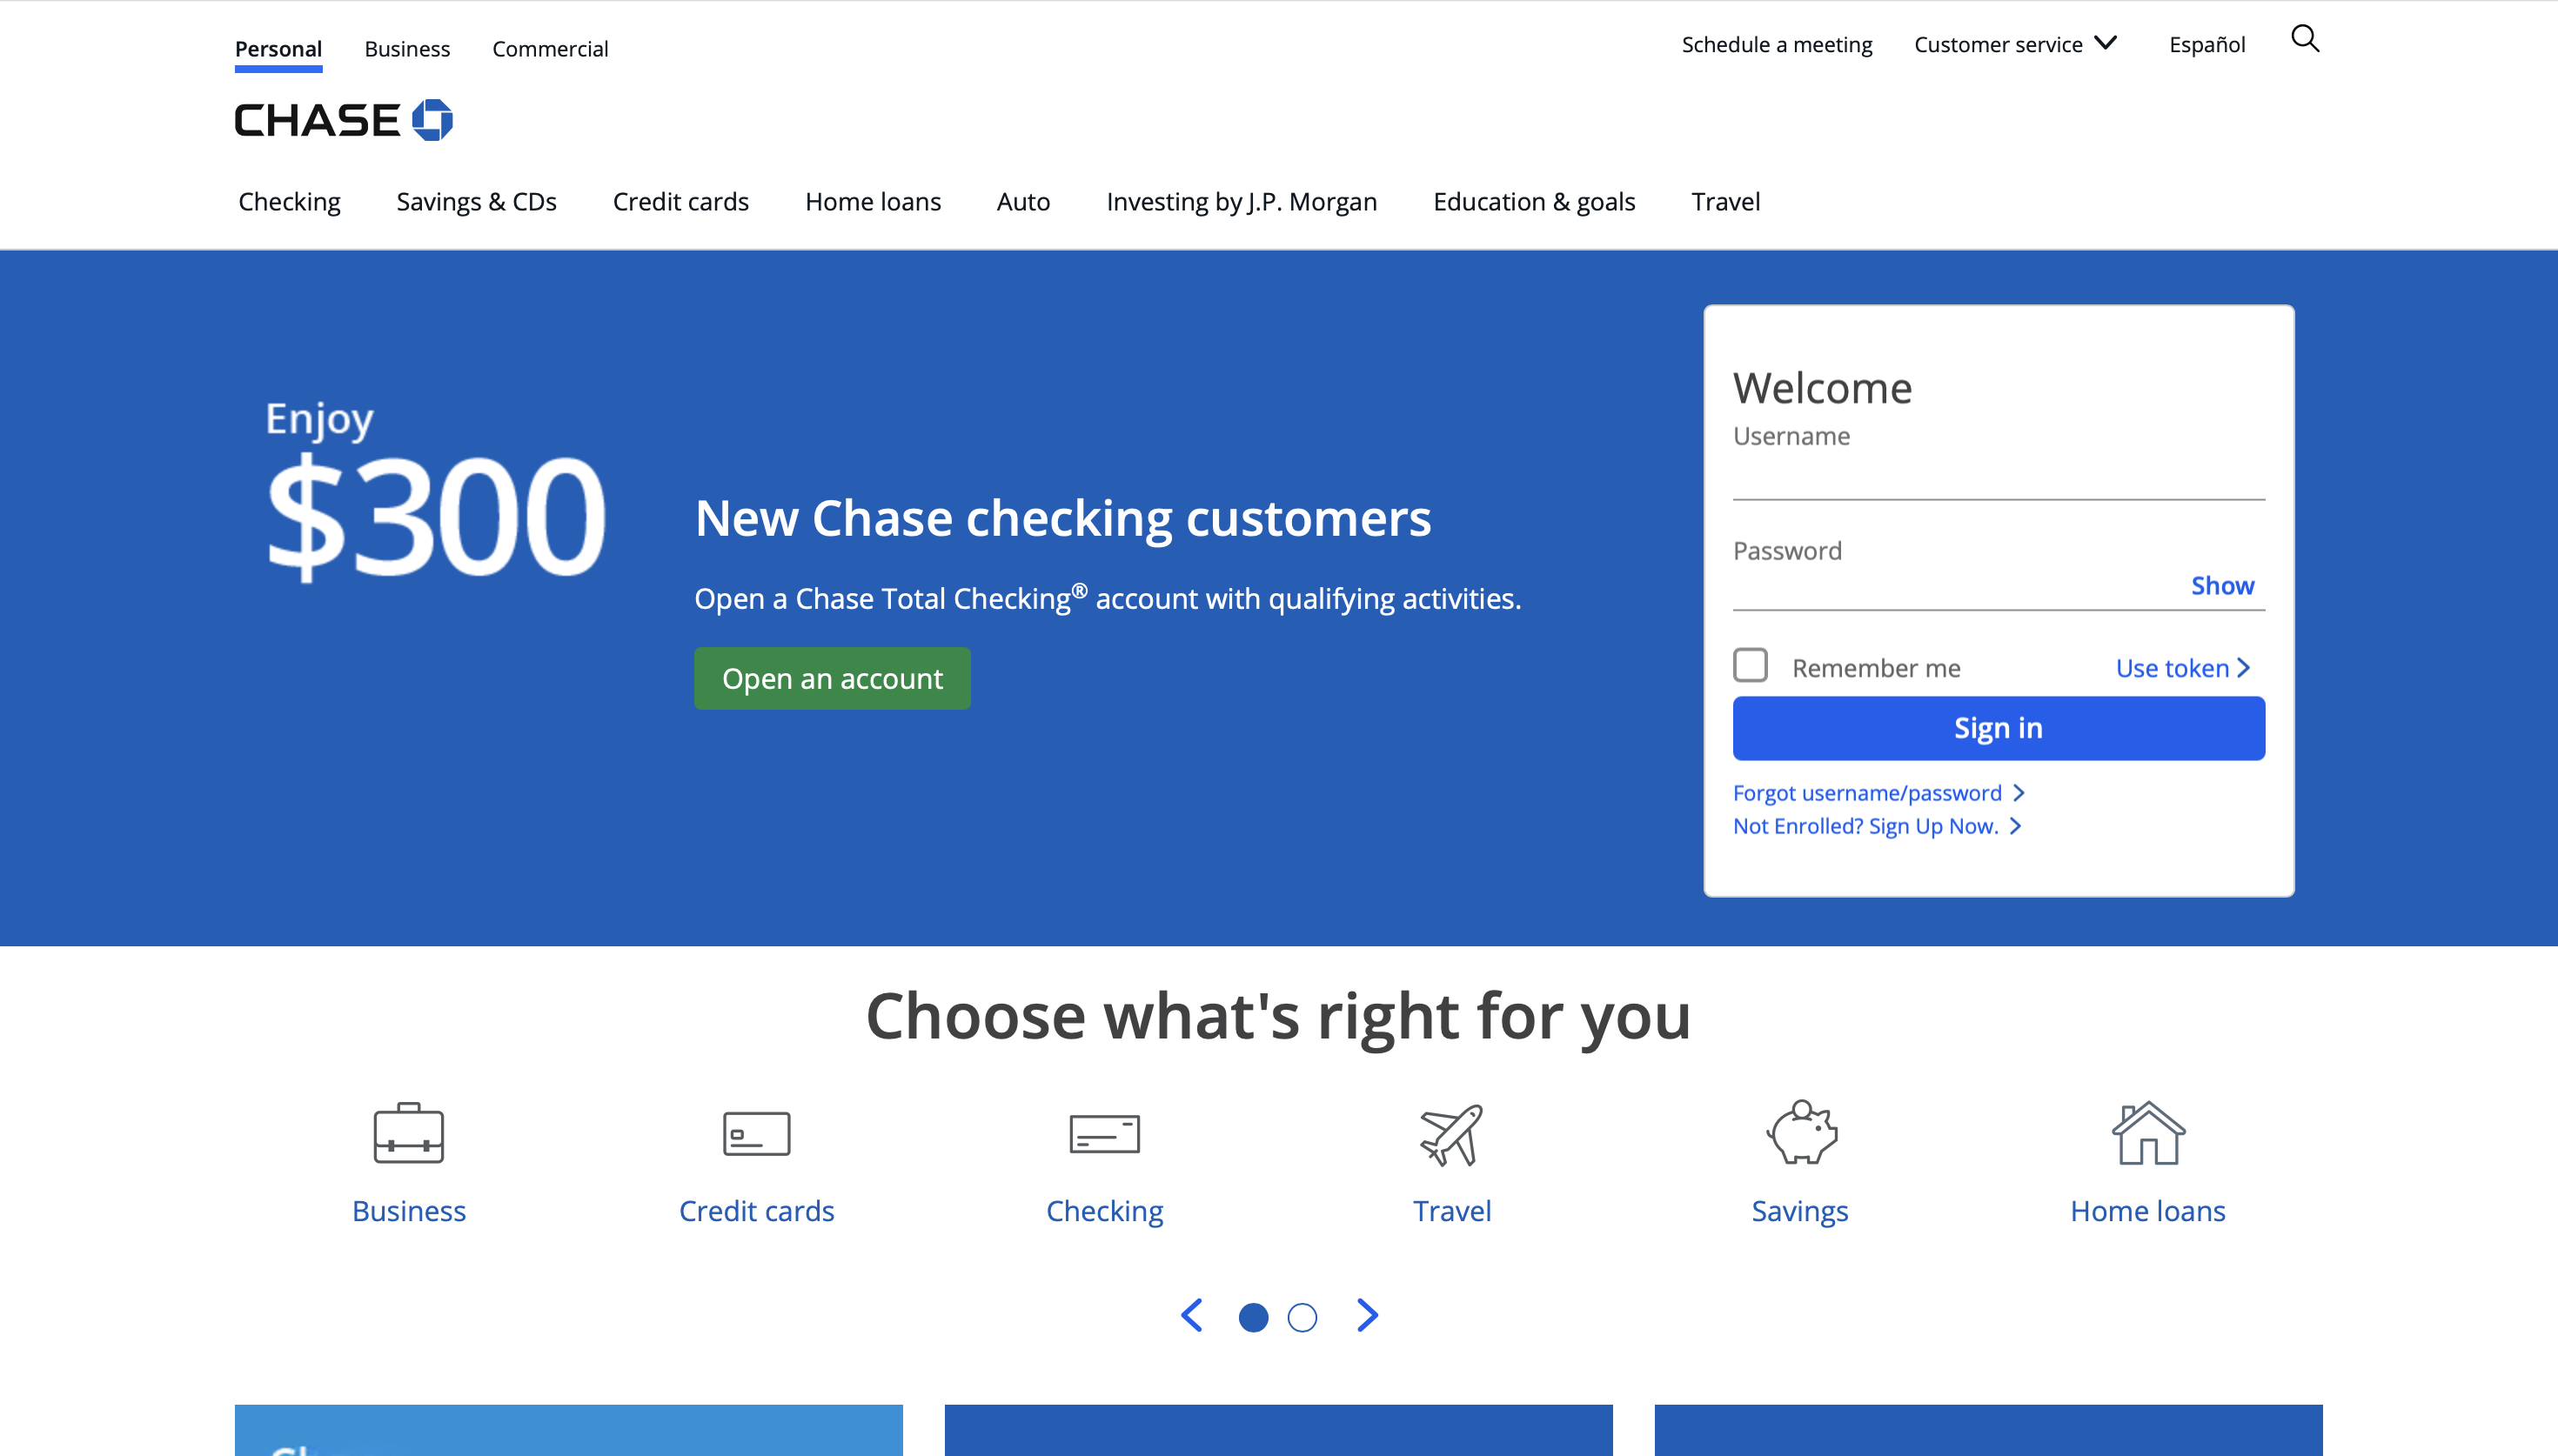 Personal Business Commercial Schedule a meeting Customer service Español
CHASE
Checking Savings & CDs Credit cards Home loans Auto Investing by J.P. Morgan Education & goals Travel
Enjoy
$300
New Chase checking customers
Open a Chase Total Checking® account with qualifying activities.
Open an account
Welcome
Username
Password
Show
Remember me Use token
Sign in
Forgot username/password
Not Enrolled? Sign Up Now.
Choose what's right for you
Business Credit cards Checking Travel Savings Home loans